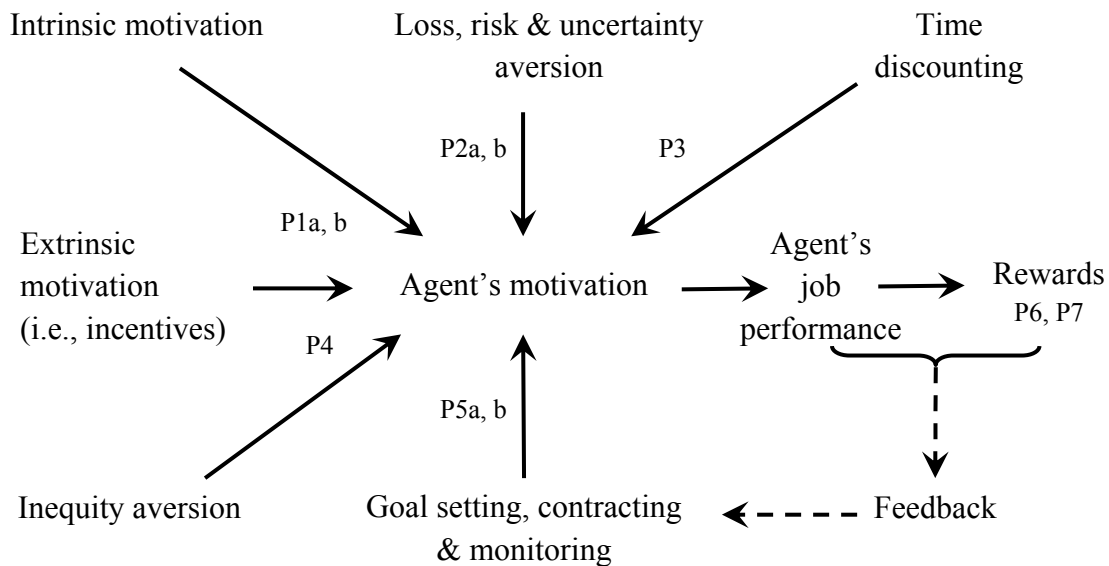 Intrinsic motivation
Loss, risk & uncertainty
aversion
Time
discounting
P2a, b
P3
P1a, b
Extrinsic
motivation
(i.e., incentives)
Agent’s motivation
Agent’s
job
performance
Rewards
P6, P7
P4
P5a, b
Inequity aversion
Goal setting, contracting
& monitoring
Feedback